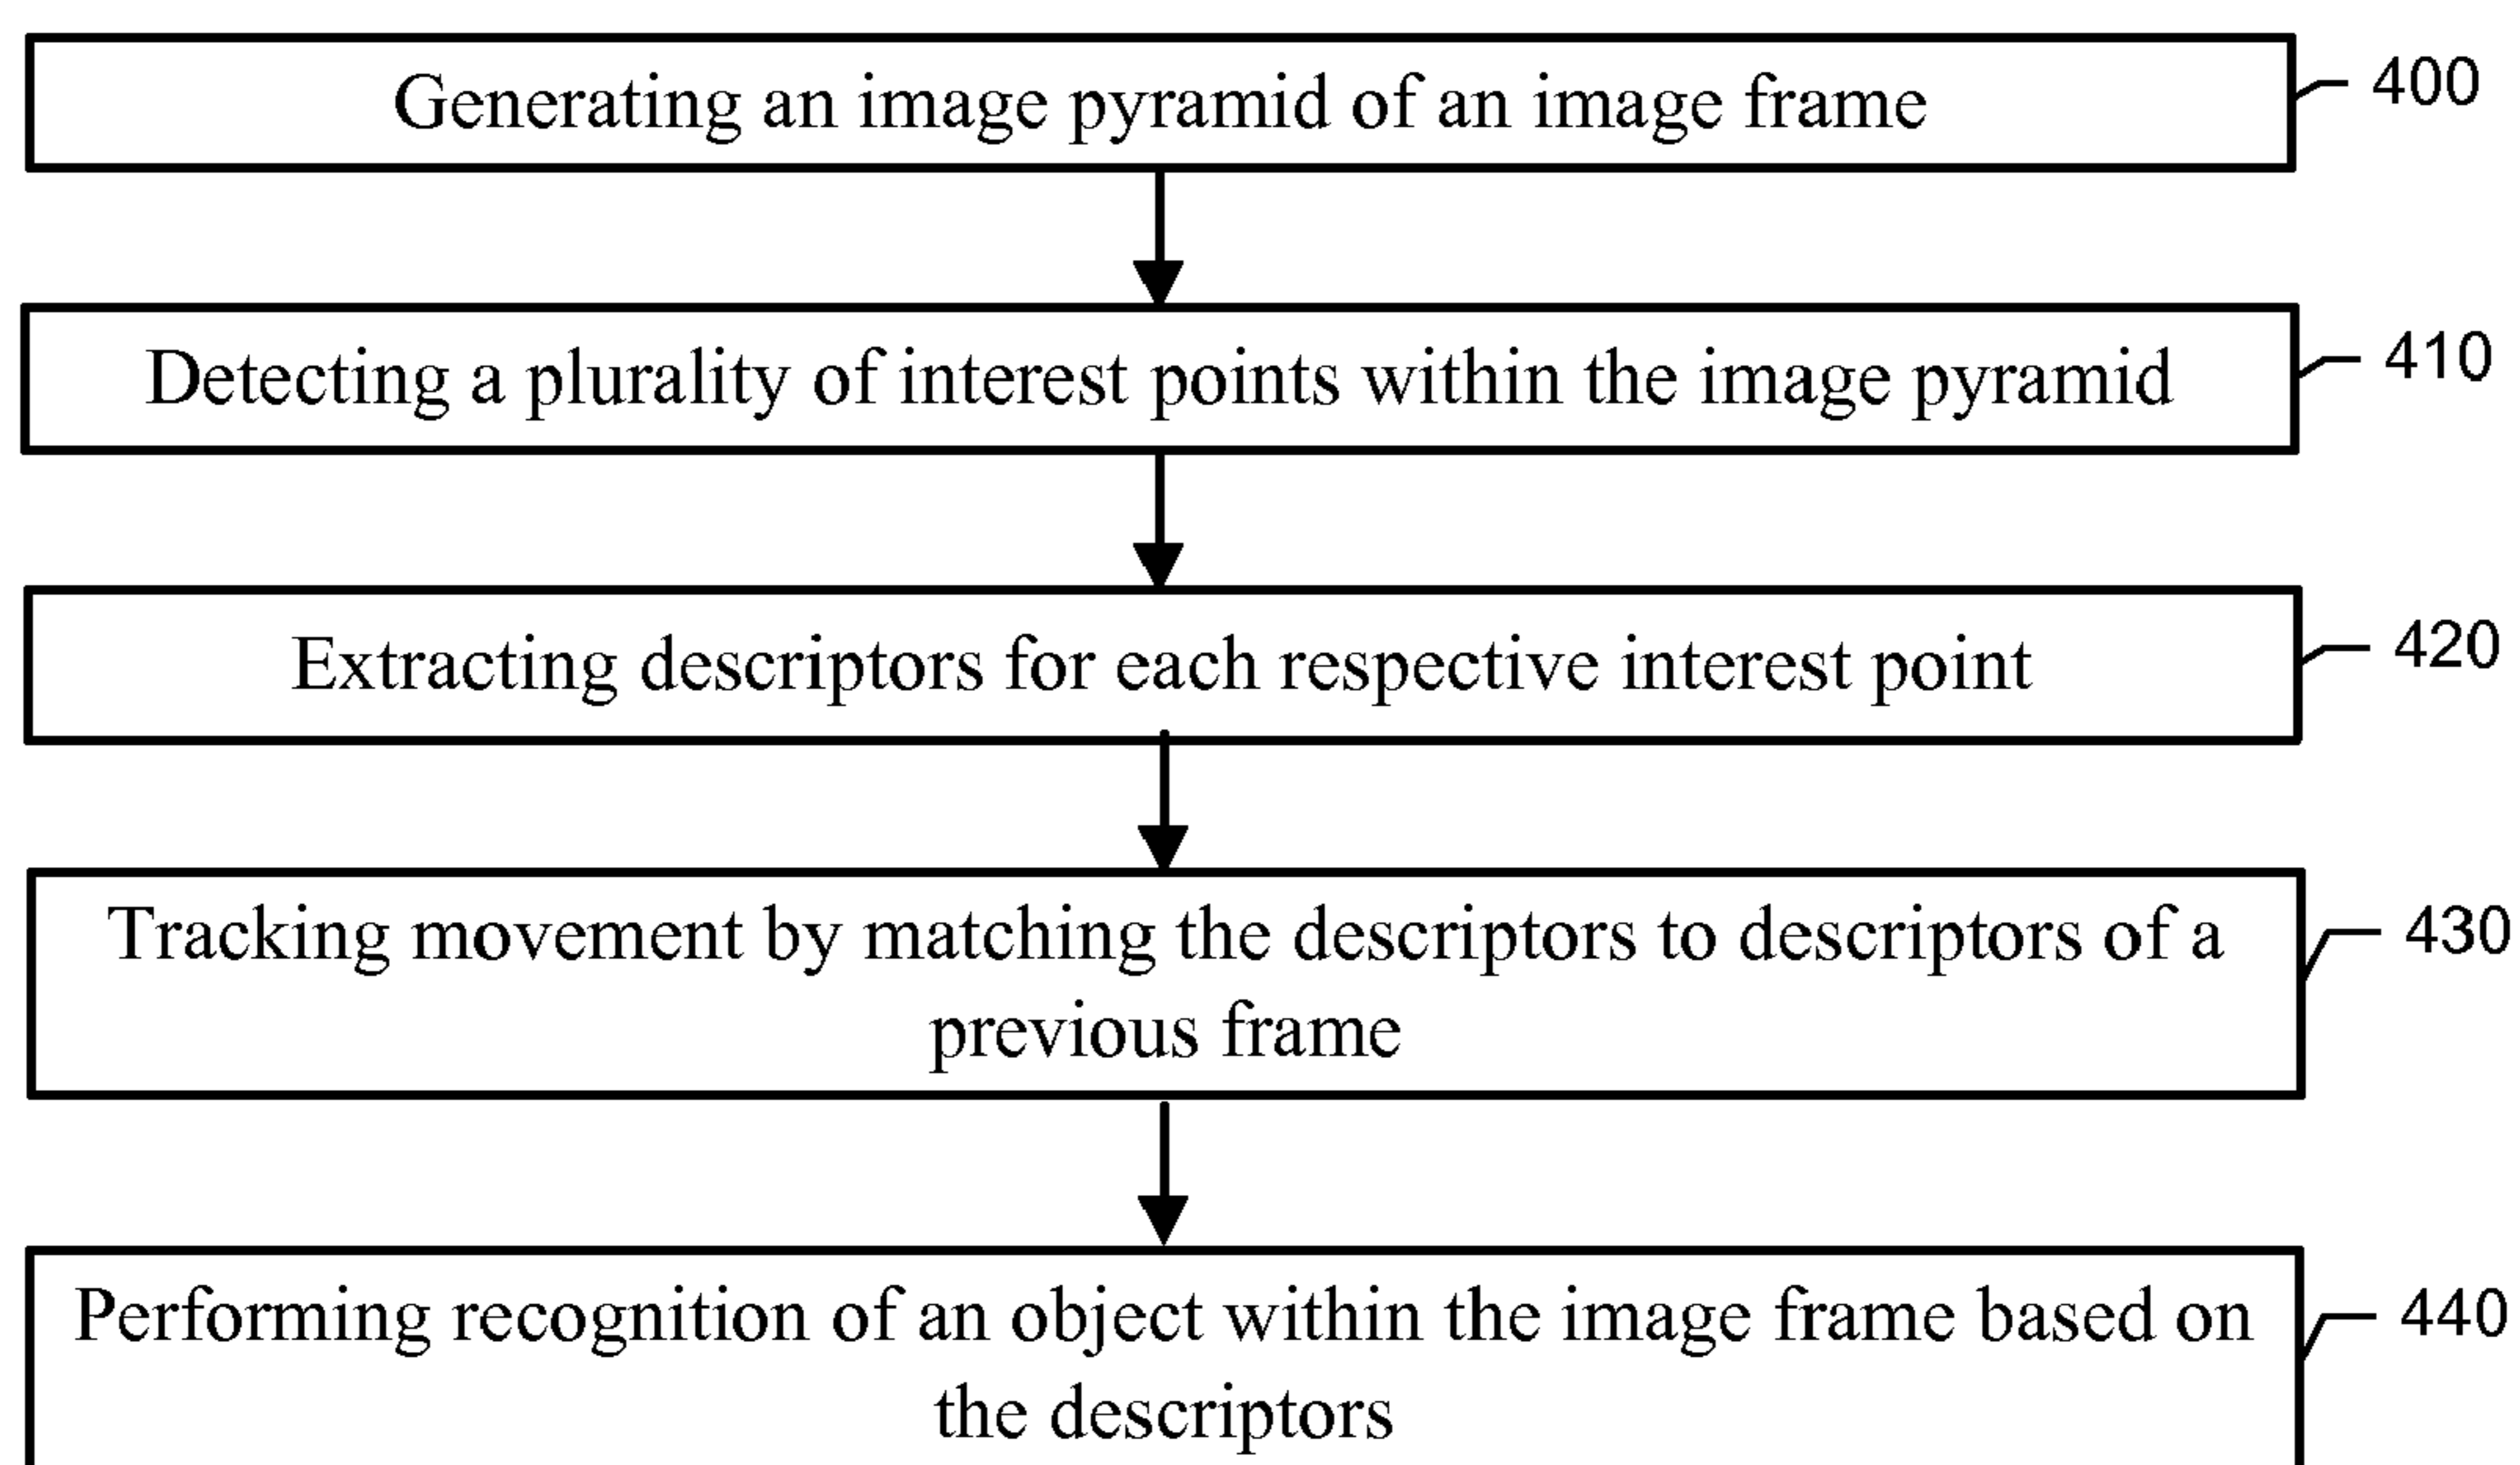 Generating an image pyramid of an image frame
400
Detecting a plurality of interest points within the image pyramid
410
Extracting descriptors for each respective interest point
420
Tracking movement by matching the descriptors to descriptors of a
previous frame
430
Performing recognition of an object within the image frame based on
the descriptors
440